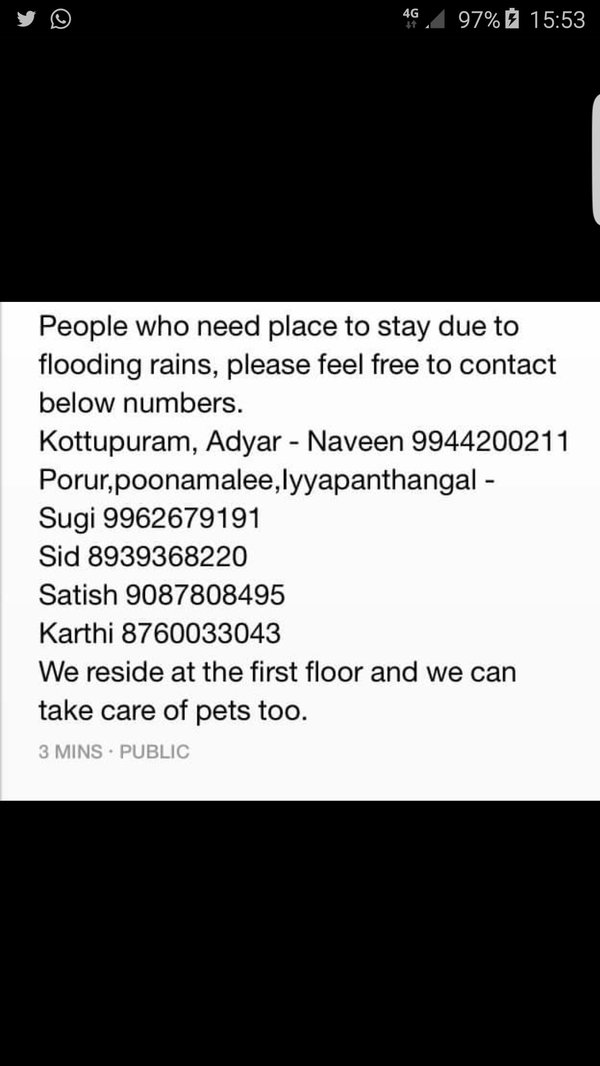 4G 97% 15:53
People who need place to stay due to
flooding rains, please feel free to contact
below numbers.
Kottupuram, Adyar - Naveen 9944200211
Porur,poonamalee,Iyyapanthangal -
Sugi 9962679191
Sid 8939368220
Satish 9087808495
Karthi 8760033043
We reside at the first floor and we can
take care of pets too.
3 MINS · PUBLIC